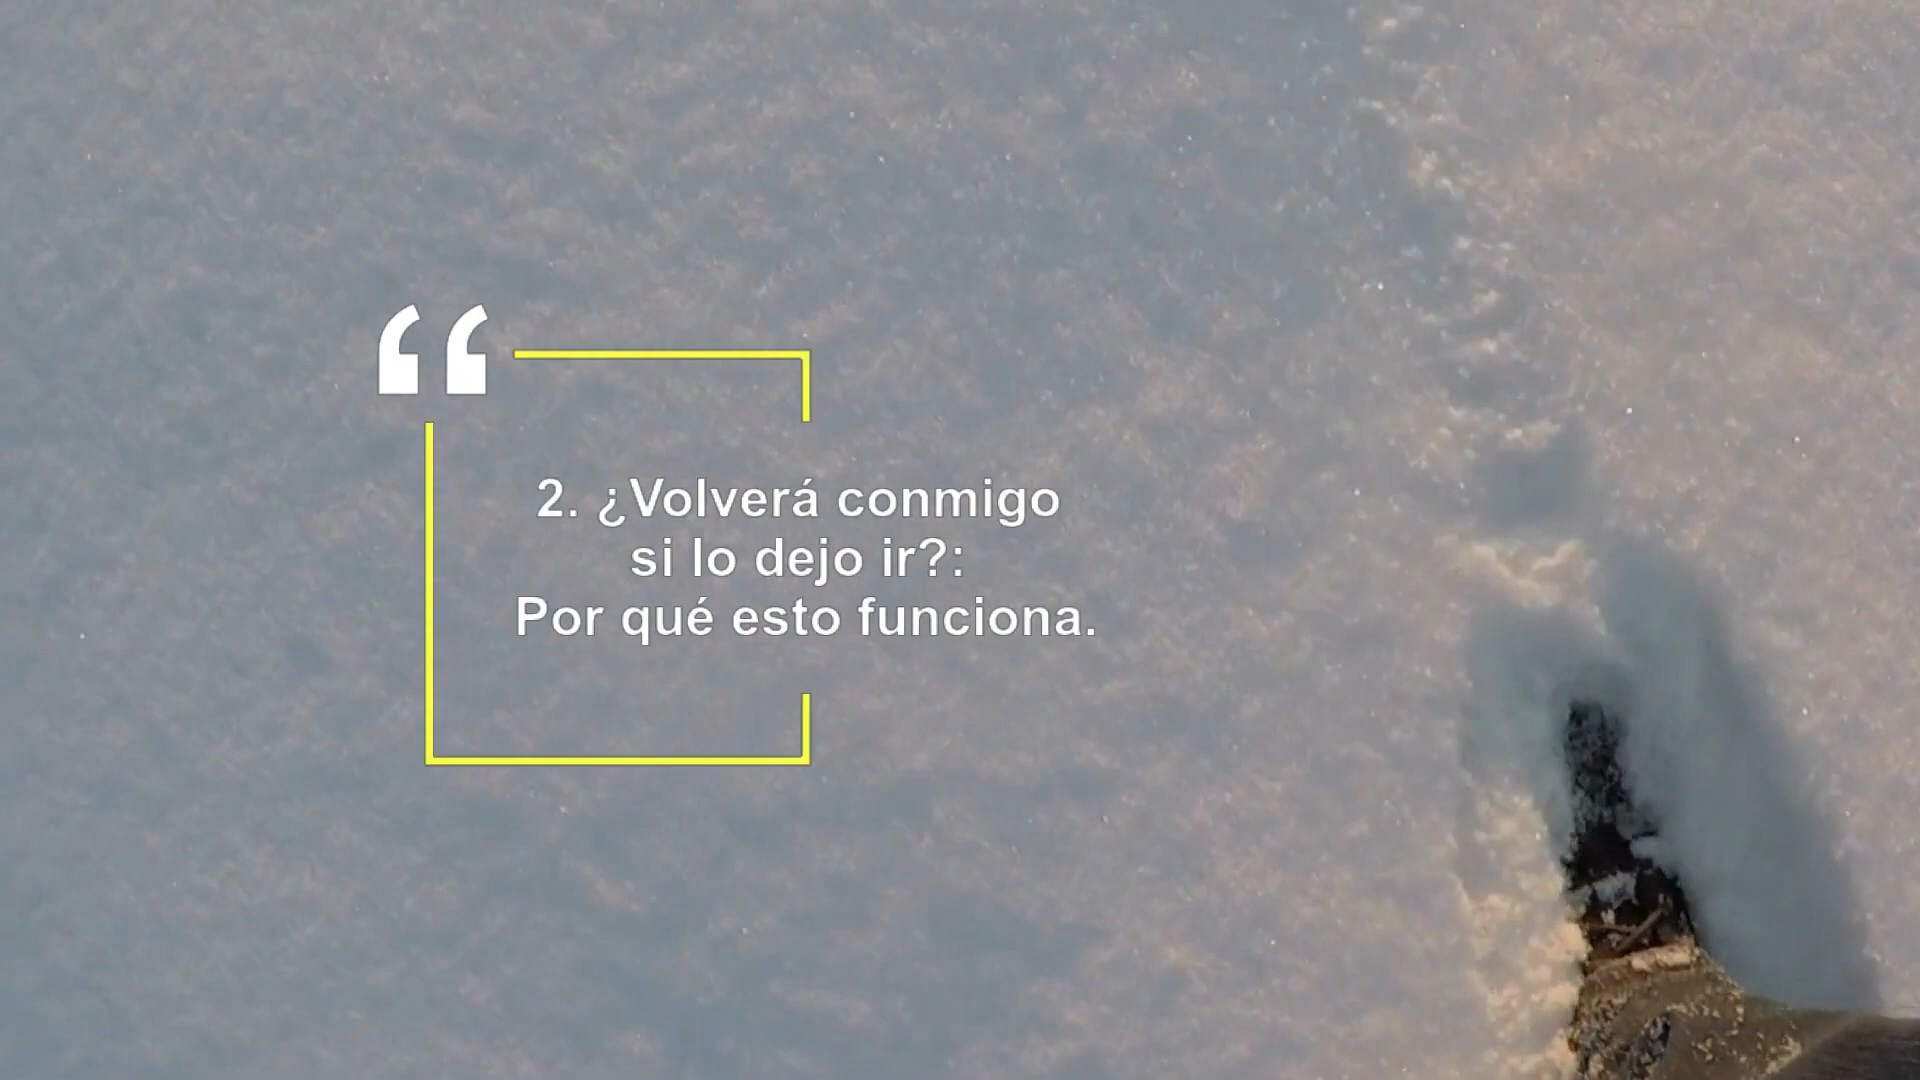 2. ¿Volverá conmigo
si lo dejo ir?:
Por qué esto funciona.